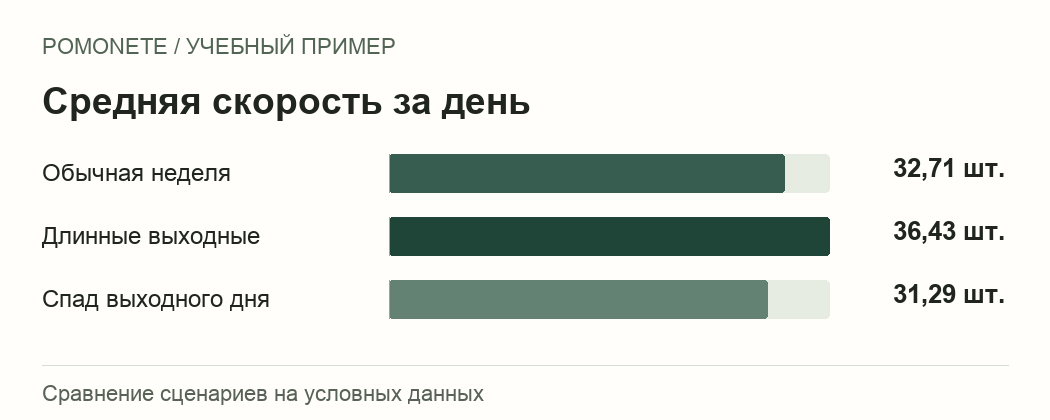 POMONETE / УЧЕБНЫЙ ПРИМЕР
Средняя скорость за день
Обычная неделя 32,71 шт.
Длинные выходные 36,43 шт.
Спад выходного дня 31,29 шт.
Сравнение сценариев на условных данных